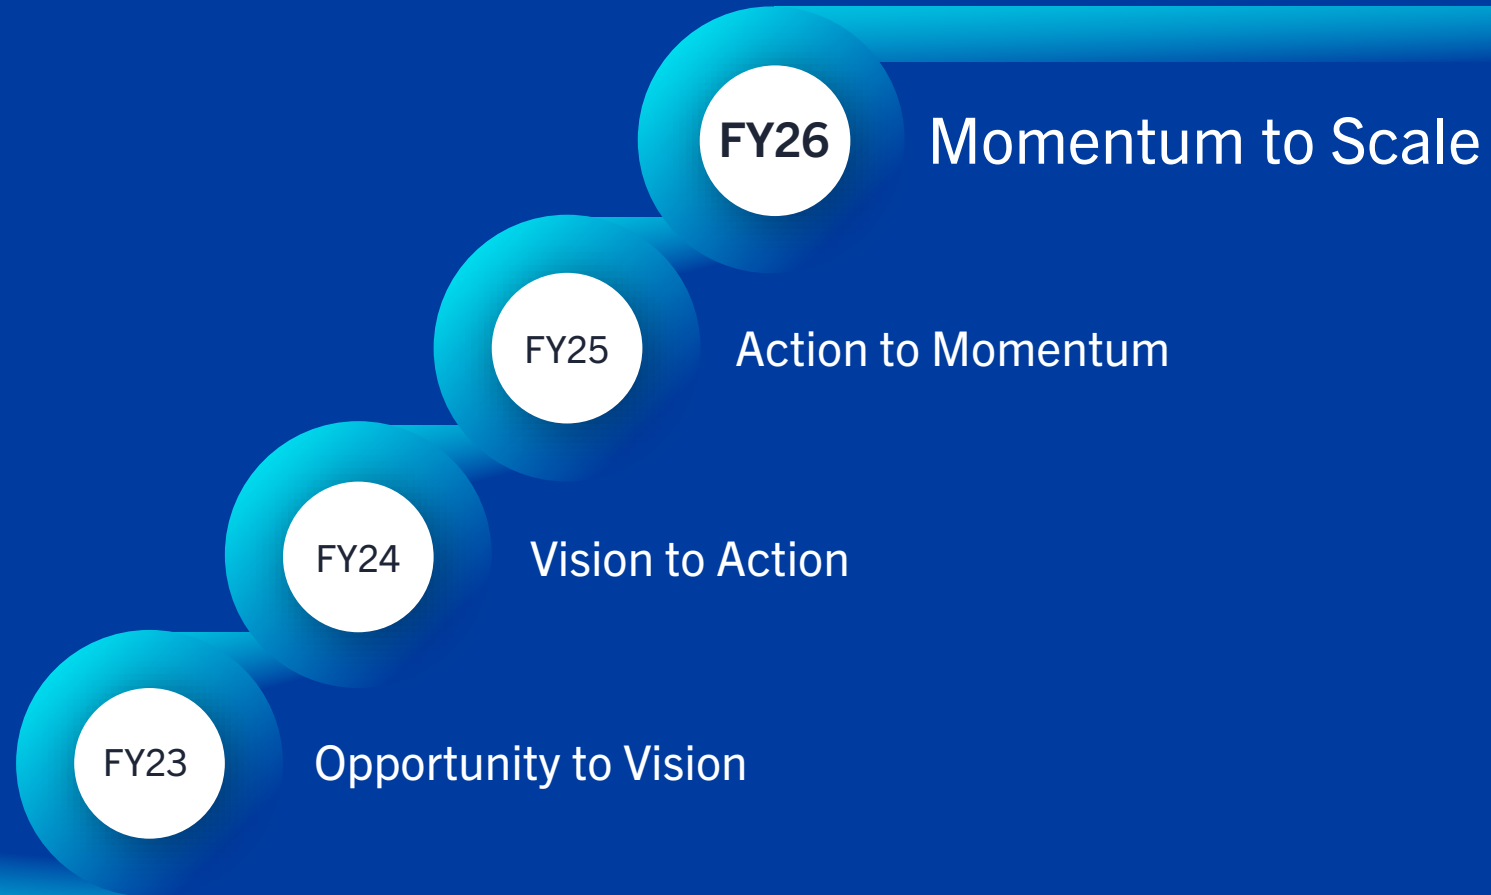 FY26
Momentum to Scale
FY25
Action to Momentum
FY24
Vision to Action
FY23
Opportunity to Vision